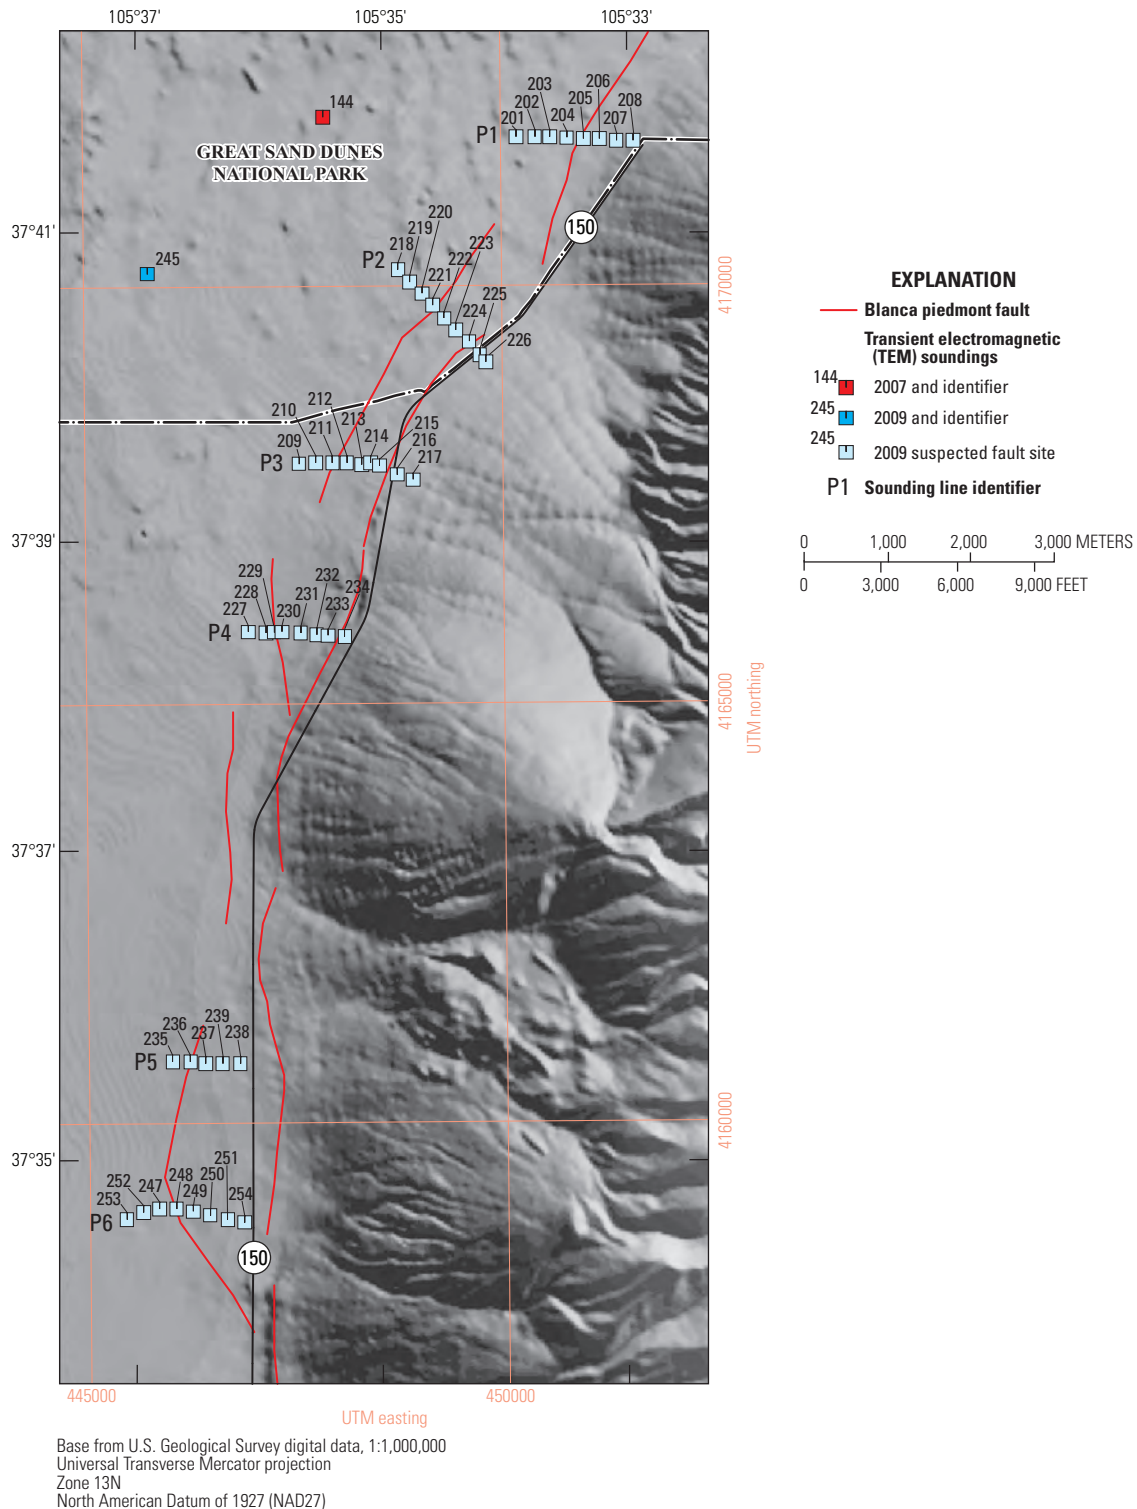 105°37' 105°35' 105°33'
144
GREAT SAND DUNES
NATIONAL PARK
206
203
205 208
202
201 204 207
P1
150
37°41'
220
219 223
218
P2 222
245
221
225
224
226
4170000
212
210
213
211 214 215
209 216
217
P3
37°39'
229
232 234
228 231
227 230 233
P4
4165000
UTM northing
37°37'
239
236
235 237 238
P5
4160000
37°35'
251
252 248
247 250
253 249 254
P6
150
445000 450000
UTM easting
EXPLANATION
Blanca piedmont fault
Transient electromagnetic
(TEM) soundings
144 2007 and identifier
245 2009 and identifier
245 2009 suspected fault site
P1 Sounding line identifier
0 1,000 2,000 3,000 METERS
0 3,000 6,000 9,000 FEET
Base from U.S. Geological Survey digital data, 1:1,000,000
Universal Transverse Mercator projection
Zone 13N
North American Datum of 1927 (NAD27)